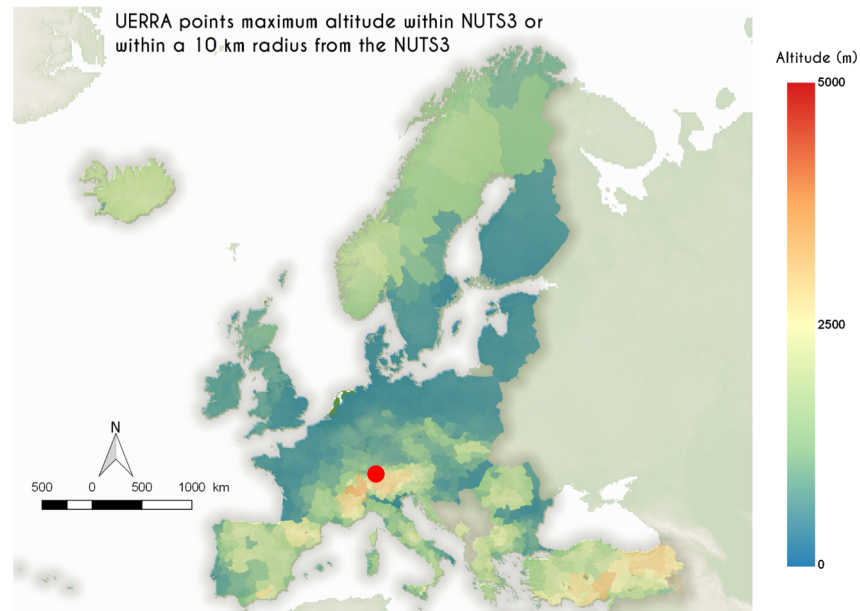 UERRA points maximum altitude within NUTS3 or
within a 10 km radius from the NUTS3
Altitude (m)
5000
2500
0
N
500 0 500 1000 km